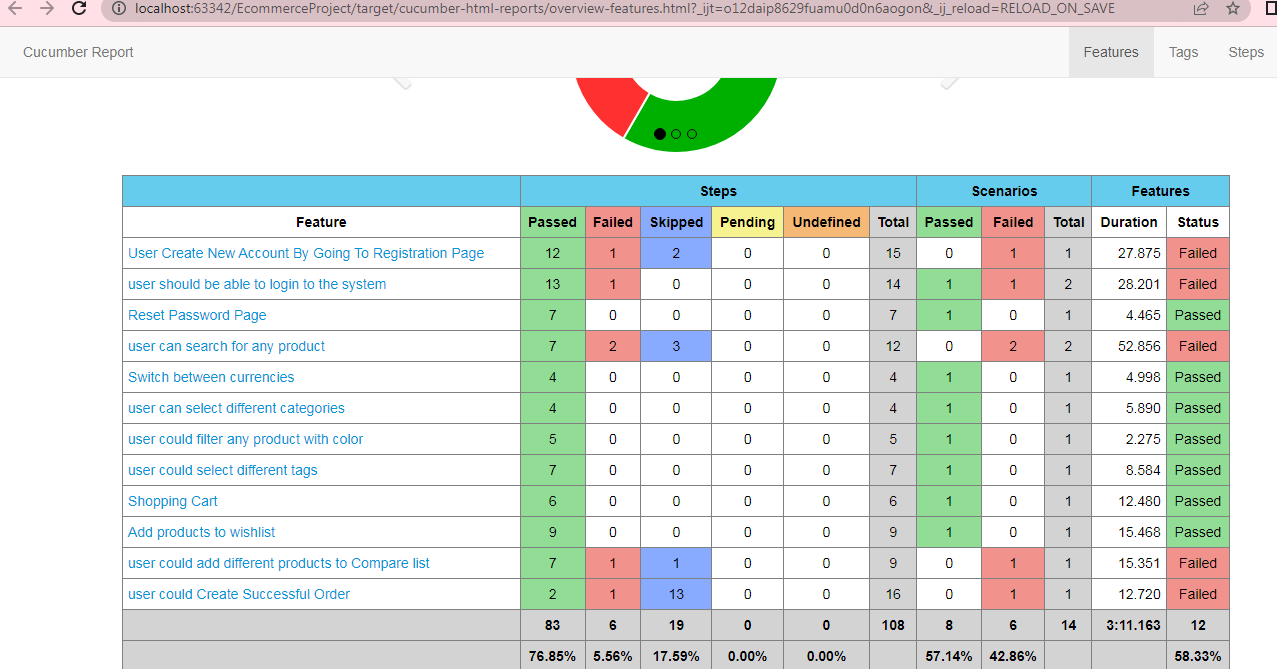 localhost:63342/EcommerceProject/target/cucumber-html-reports/overview-features.html?_ijt=o12daip8629fuamu0d0n6aogon&_ij_reload=RELOAD_ON_SAVE
Cucumber Report Features Tags Steps
Steps Scenarios Features
Feature Passed Failed Skipped Pending Undefined Total Passed Failed Total Duration Status
User Create New Account By Going To Registration Page 12 1 2 0 0 15 0 1 1 27.875 Failed
user should be able to login to the system 13 1 0 0 0 14 1 1 2 28.201 Failed
Reset Password Page 7 0 0 0 0 7 1 0 1 4.465 Passed
user can search for any product 7 2 3 0 0 12 0 2 2 52.856 Failed
Switch between currencies 4 0 0 0 0 4 1 0 1 4.998 Passed
user can select different categories 4 0 0 0 0 4 1 0 1 5.890 Passed
user could filter any product with color 5 0 0 0 0 5 1 0 1 2.275 Passed
user could select different tags 7 0 0 0 0 7 1 0 1 8.584 Passed
Shopping Cart 6 0 0 0 0 6 1 0 1 12.480 Passed
Add products to wishlist 9 0 0 0 0 9 1 0 1 15.468 Passed
user could add different products to Compare list 7 1 1 0 0 9 0 1 1 15.351 Failed
user could Create Successful Order 2 1 13 0 0 16 0 1 1 12.720 Failed
83 6 19 0 0 108 8 6 14 3:11.163 12
76.85% 5.56% 17.59% 0.00% 0.00% 57.14% 42.86% 58.33%